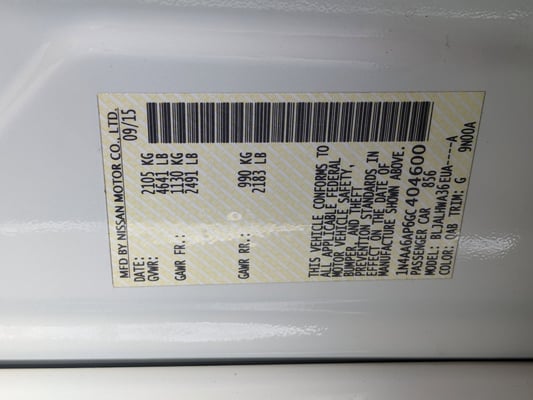 MFD BY NISSAN MOTOR CO., LTD.
DATE: 09/15
GVWR: 2105 KG
4641 LB
GAWR FR.: 1130 KG
2491 LB
GAWR RR.: 990 KG
2183 LB
THIS VEHICLE CONFORMS TO
ALL APPLICABLE FEDERAL
MOTOR VEHICLE SAFETY,
BUMPER, AND THEFT
PREVENTION STANDARDS IN
EFFECT ON THE DATE OF
MANUFACTURE SHOWN ABOVE.
1N4AA6AP6GC404600
PASSENGER CAR 856
MODEL: BLJALHWA36EUA----A
COLOR: QAB TRIM: G 9N00A